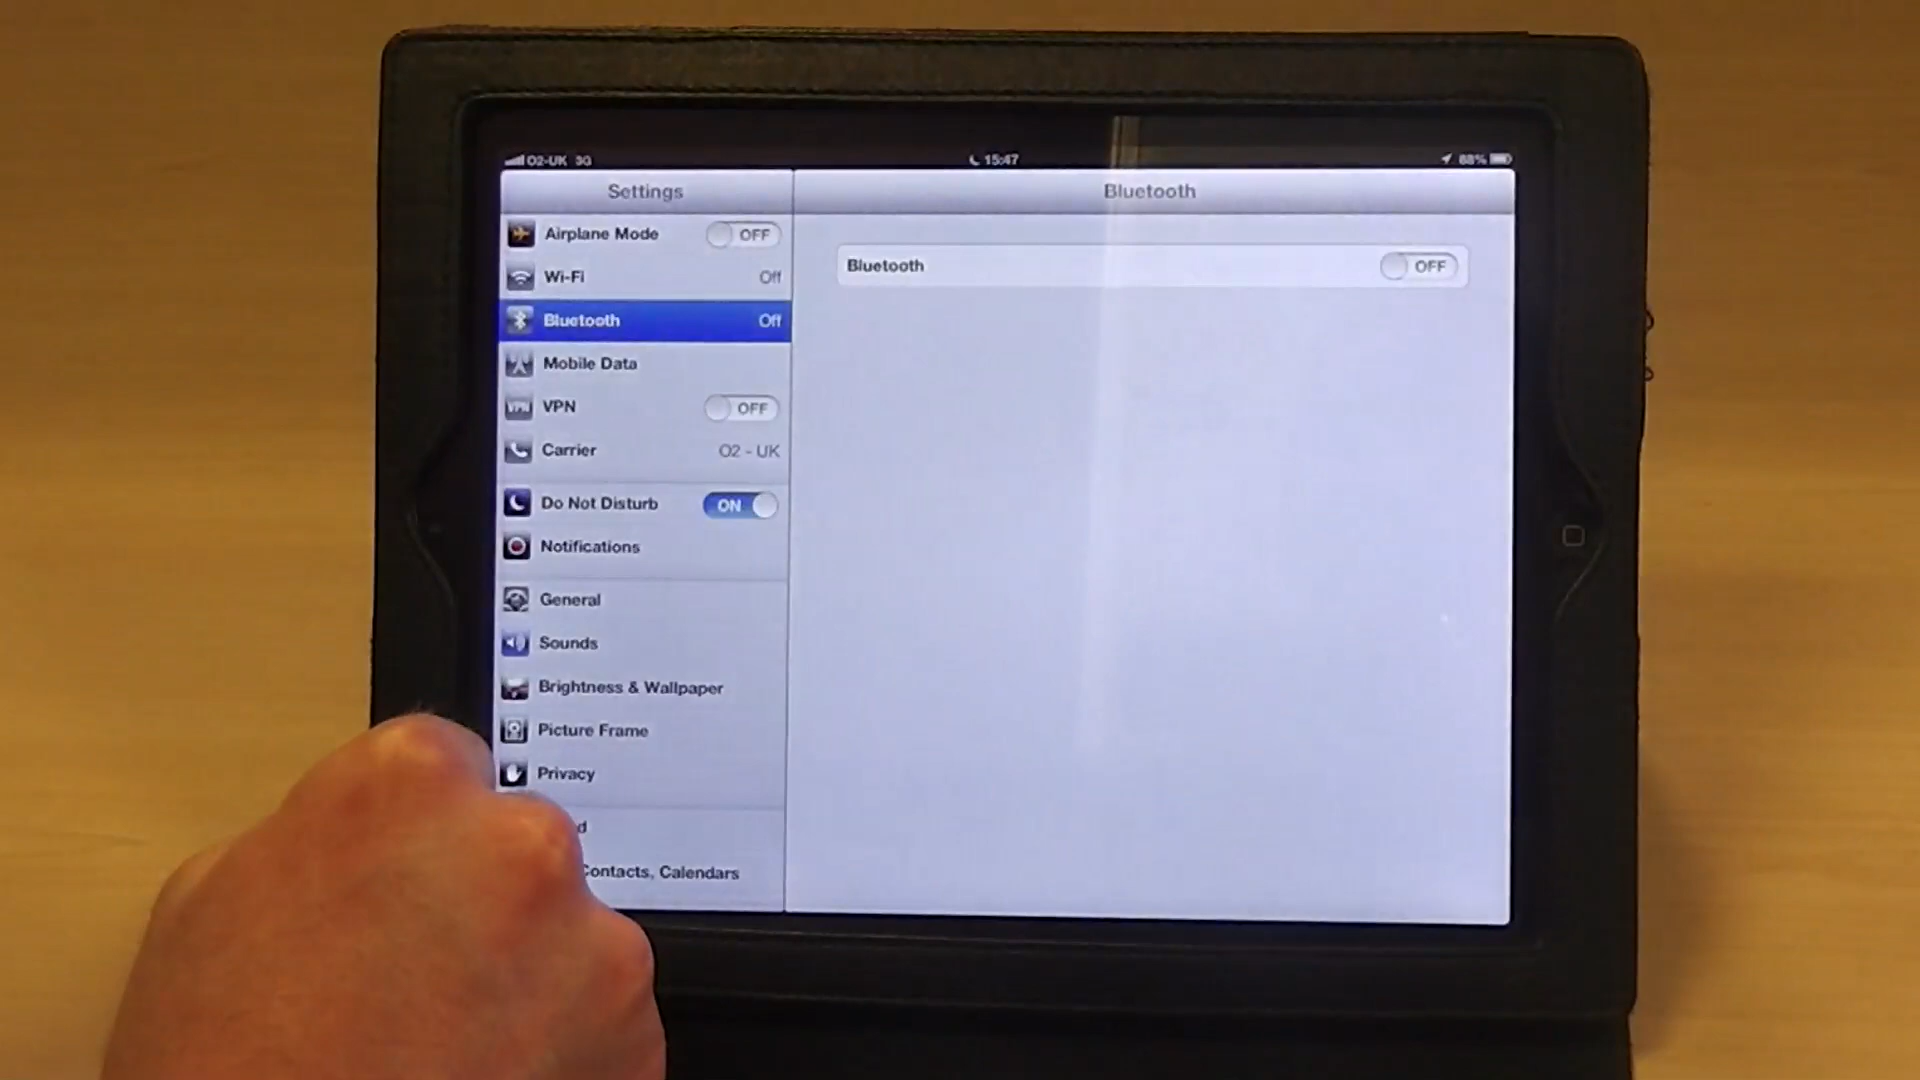 O2-UK 3G 15:47 68%
Settings
Bluetooth
Airplane Mode OFF
Wi-Fi Off
Bluetooth Off
Mobile Data
VPN OFF
Carrier O2 - UK
Do Not Disturb ON
Notifications
General
Sounds
Brightness & Wallpaper
Picture Frame
Privacy
d
Contacts, Calendars
Bluetooth OFF